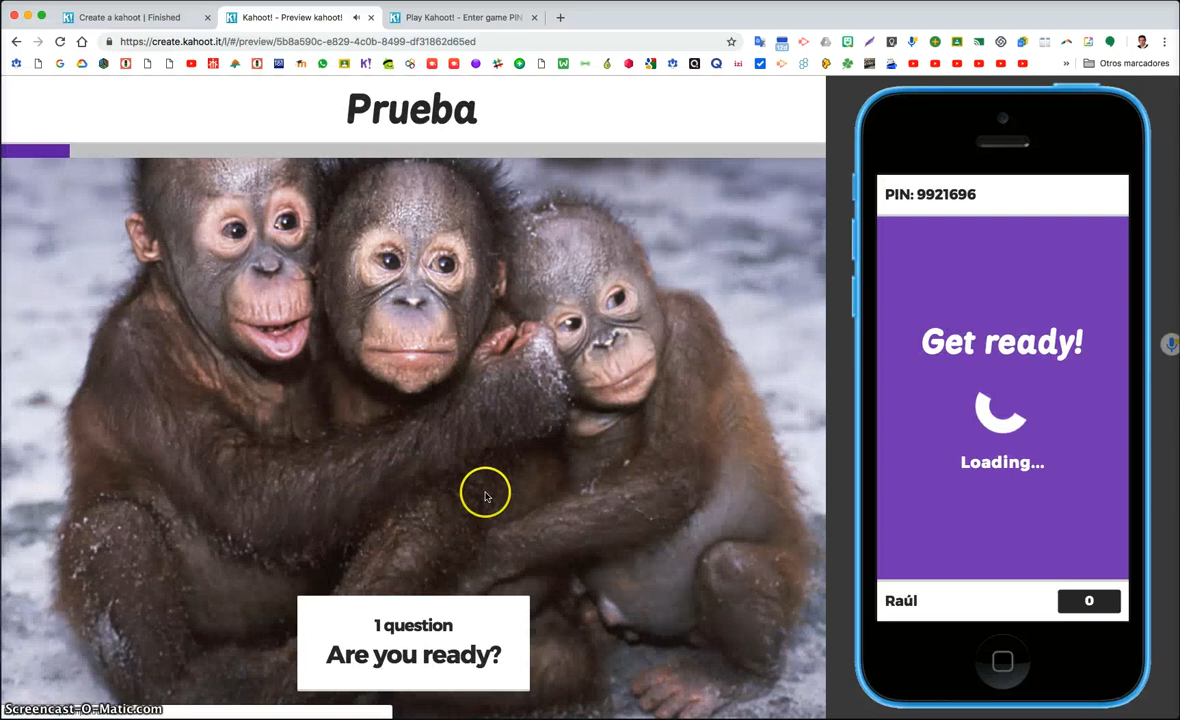 Create a kahoot | Finished
Kahoot! - Preview kahoot!
Play Kahoot! - Enter game PIN
https://create.kahoot.it/l/#/preview/5b8a590c-e829-4c0b-8499-df31862d65ed
Otros marcadores
Prueba
PIN: 9921696
Get ready!
Loading...
1 question
Are you ready?
Raúl
0
Screencast-O-Matic.com